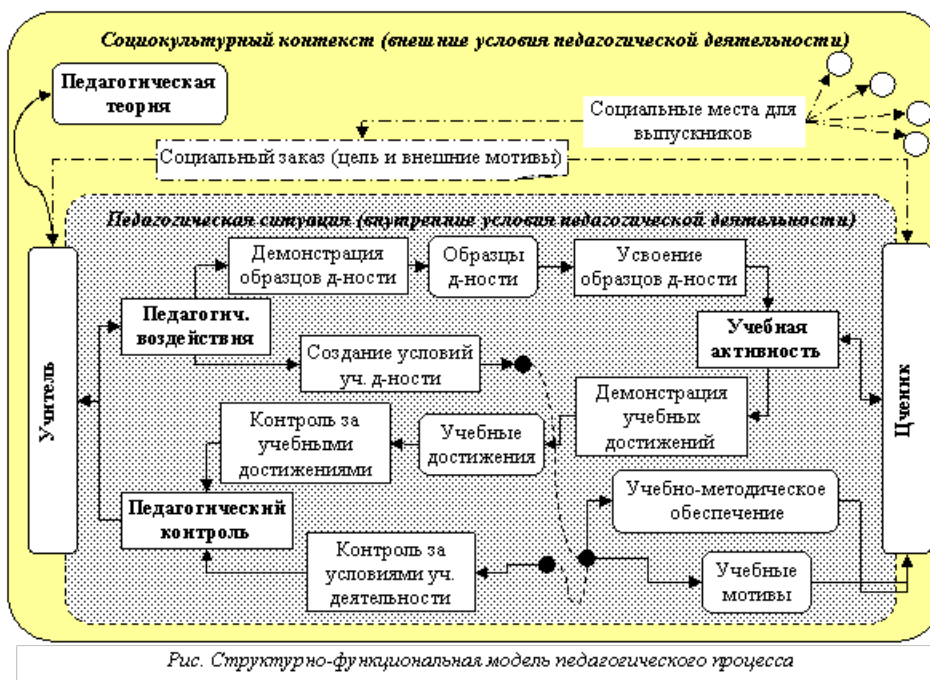 Социокультурный контекст (внешние условия педагогической деятельности)
Педагогическая
теория
Социальные места для
выпускников
Социальный заказ (цель и внешние мотивы)
Педагогическая ситуация (внутренние условия педагогической деятельности)
Демонстрация
образцов д-ности
Образцы
д-ности
Усвоение
образцов д-ности
Педагогич.
воздействия
Учебная
активность
Создание условий
уч. д-ности
Учитель
Цченик
Контроль за
учебными
достижениями
Учебные
достижения
Демонстрация
учебных
достижений
Педагогический
контроль
Учебно-методическое
обеспечение
Контроль за
условиями уч.
деятельности
Учебные
мотивы
Рис. Структурно-функциональная модель педагогического процесса